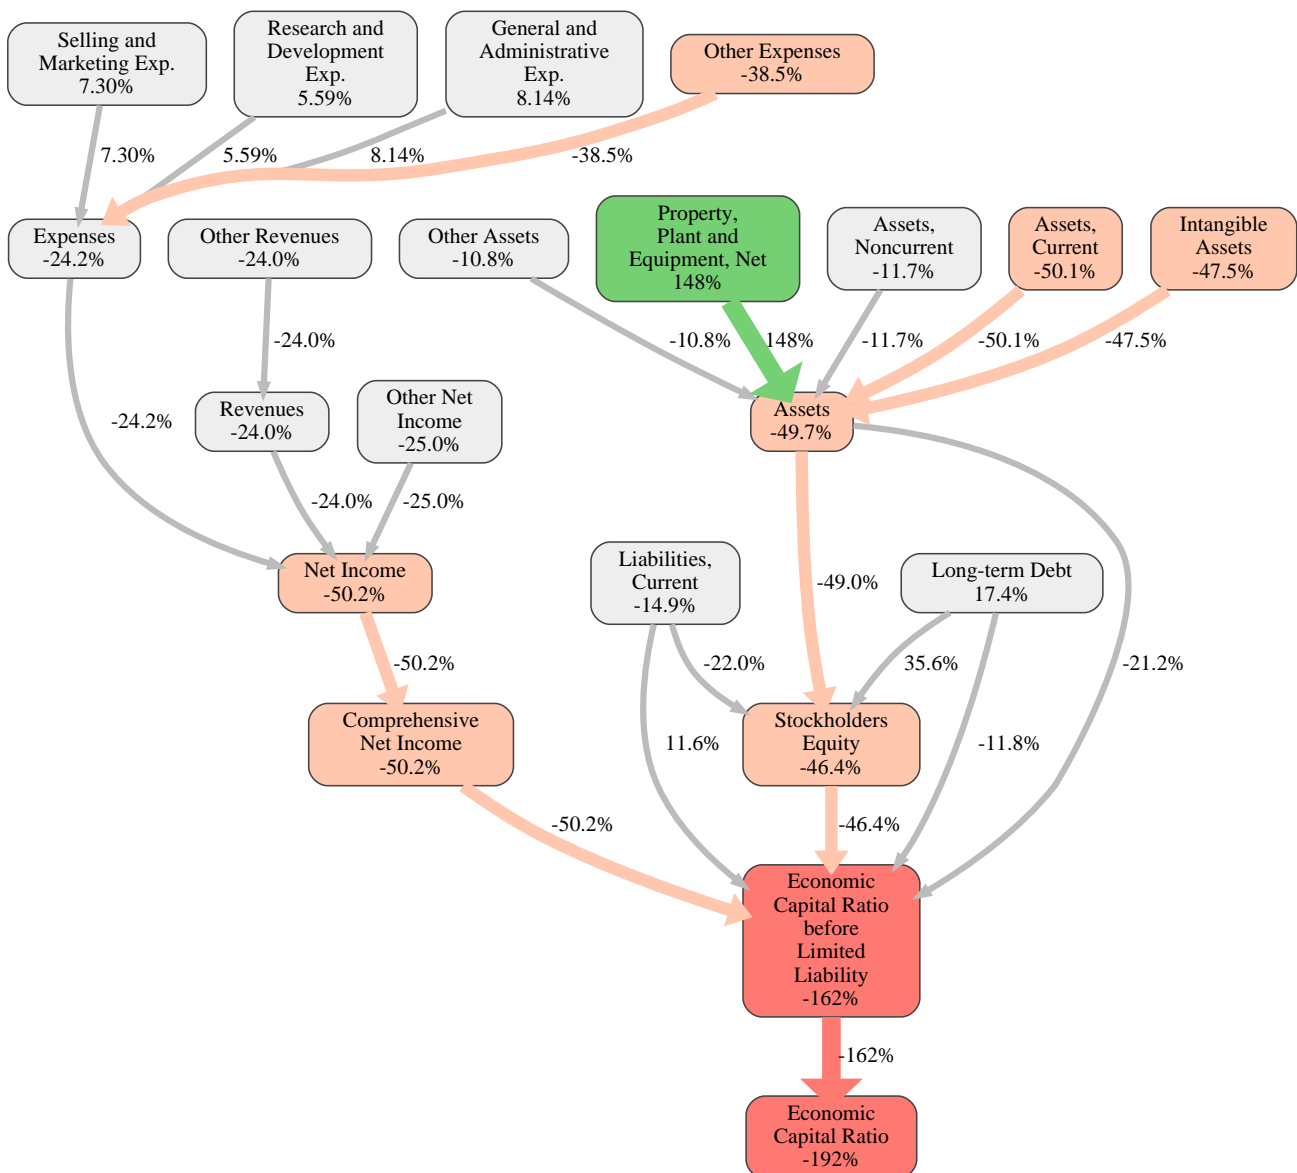 Selling and
Marketing Exp.
7.30%
Research and
Development
Exp.
5.59%
General and
Administrative
Exp.
8.14%
Other Expenses
-38.5%
7.30%
5.59%
8.14%
-38.5%
Expenses
-24.2%
Other Revenues
-24.0%
Other Assets
-10.8%
Property,
Plant and
Equipment, Net
148%
Assets,
Noncurrent
-11.7%
Assets,
Current
-50.1%
Intangible
Assets
-47.5%
-24.0%
-10.8%
148%
-11.7%
-50.1%
-47.5%
-24.2%
Revenues
-24.0%
Other Net
Income
-25.0%
Assets
-49.7%
-24.0%
-25.0%
Net Income
-50.2%
Liabilities,
Current
-14.9%
-49.0%
Long-term Debt
17.4%
-50.2%
-22.0%
35.6%
-21.2%
Comprehensive
Net Income
-50.2%
11.6%
Stockholders
Equity
-46.4%
-11.8%
-50.2%
-46.4%
Economic
Capital Ratio
before
Limited
Liability
-162%
-162%
Economic
Capital Ratio
-192%